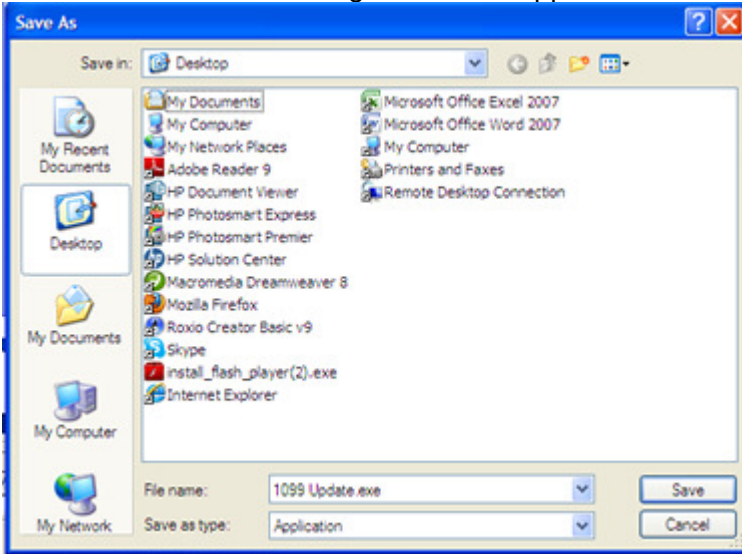 Save As
Save in:
Desktop
My Recent
Documents
Desktop
My Documents
My Computer
My Network
My Documents
My Computer
My Network Places
Adobe Reader 9
HP Document Viewer
HP Photosmart Express
HP Photosmart Premier
HP Solution Center
Macromedia Dreamweaver 8
Mozilla Firefox
Roxio Creator Basic v9
Skype
install_flash_player(2).exe
Internet Explorer
Microsoft Office Excel 2007
Microsoft Office Word 2007
My Computer
Printers and Faxes
Remote Desktop Connection
File name:
1099 Update.exe
Save
Save as type:
Application
Cancel